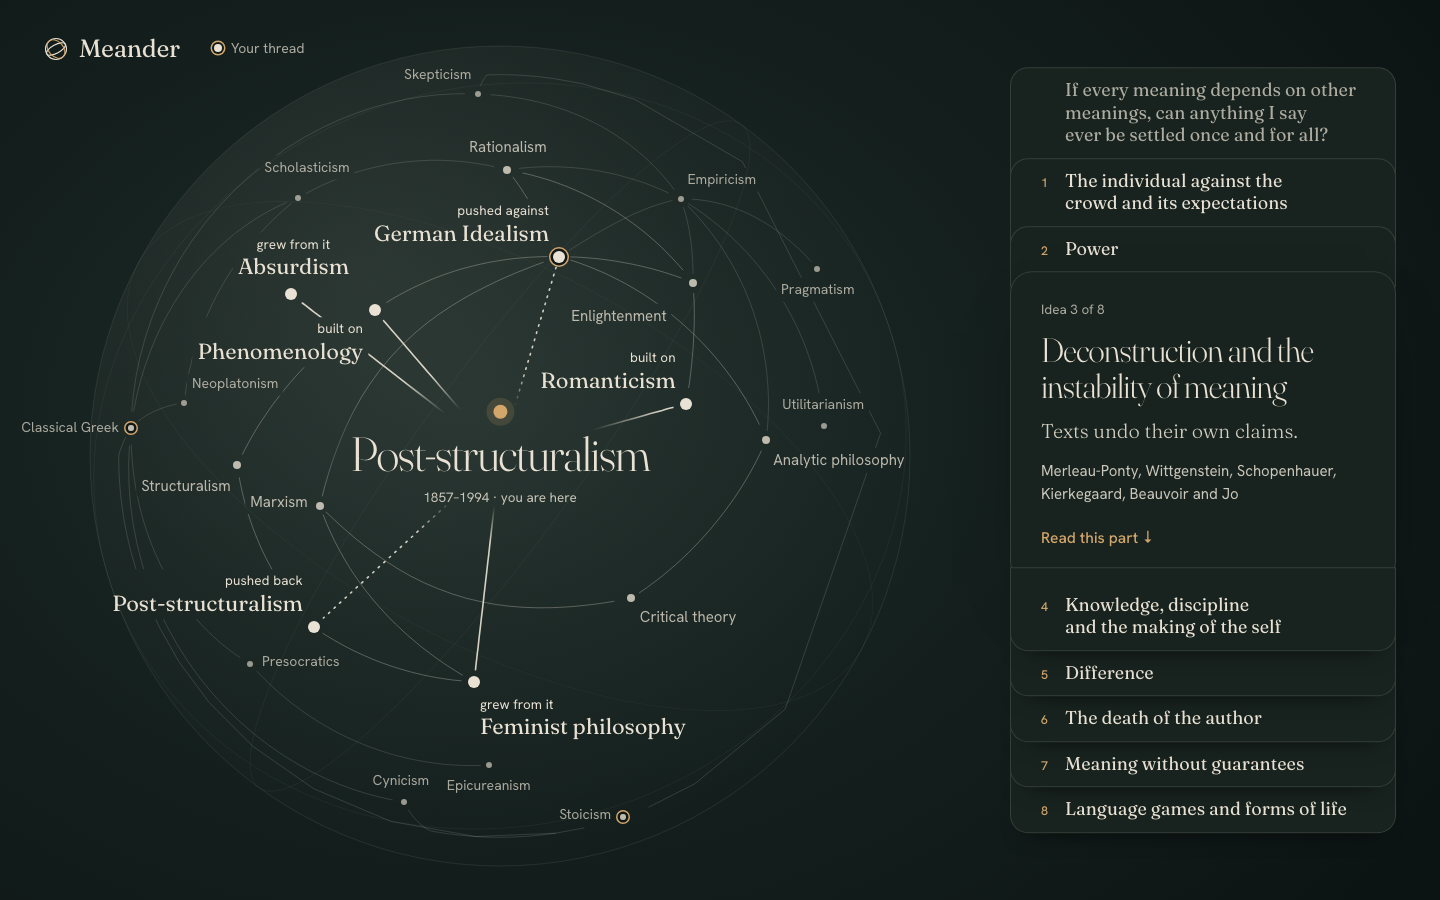 Meander
Your thread
Skepticism
Rationalism
Scholasticism
Empiricism
pushed against
German Idealism
grew from it
Absurdism
Pragmatism
Enlightenment
built on
Phenomenology
built on
Romanticism
Neoplatonism
Utilitarianism
Classical Greek
Post-structuralism
1857–1994 · you are here
Analytic philosophy
Structuralism
Marxism
pushed back
Post-structuralism
Critical theory
Presocratics
grew from it
Feminist philosophy
Cynicism
Epicureanism
Stoicism
If every meaning depends on other
meanings, can anything I say
ever be settled once and for all?
1 The individual against the
crowd and its expectations
2 Power
Idea 3 of 8
Deconstruction and the
instability of meaning
Texts undo their own claims.
Merleau-Ponty, Wittgenstein, Schopenhauer,
Kierkegaard, Beauvoir and Jo
Read this part ↓
4 Knowledge, discipline
and the making of the self
5 Difference
6 The death of the author
7 Meaning without guarantees
8 Language games and forms of life